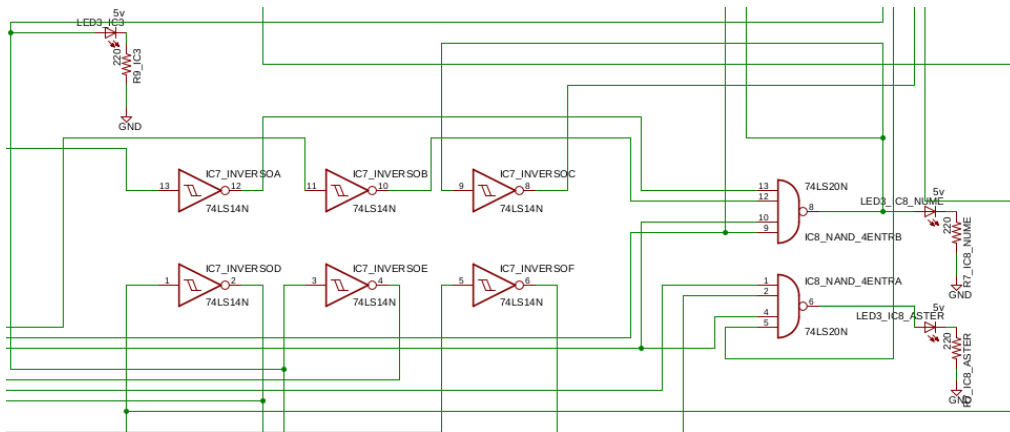 5v
LED3_IC3
220
R9_IC3
GND
IC7_INVERSOA
13
12
74LS14N
IC7_INVERSOB
11
10
74LS14N
IC7_INVERSOC
9
8
74LS14N
13
12
10
9
8
74LS20N
IC8_NAND_4ENTRB
5v
LED3_IC8_NUME
220
R7_IC8_NUME
GND
IC7_INVERSOD
1
2
74LS14N
IC7_INVERSOE
3
4
74LS14N
IC7_INVERSOF
5
6
74LS14N
1
2
4
5
6
IC8_NAND_4ENTRA
74LS20N
5v
LED3_IC8_ASTER
220
GND